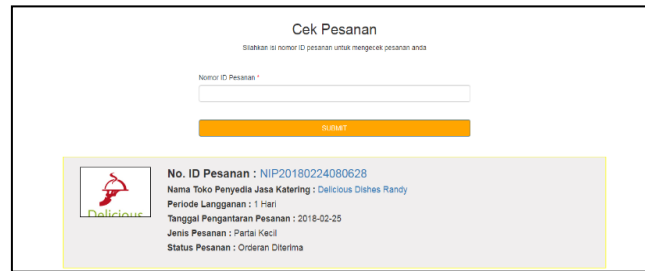 Cek Pesanan
Silahkan isi nomor ID pesanan untuk mengecek pesanan anda
Nomor ID Pesanan *
SUBMIT
Delicious
No. ID Pesanan : NIP20180224080628
Nama Toko Penyedia Jasa Katering : Delicious Dishes Randy
Periode Langganan : 1 Hari
Tanggal Pengantaran Pesanan : 2018-02-25
Jenis Pesanan : Partai Kecil
Status Pesanan : Orderan Diterima